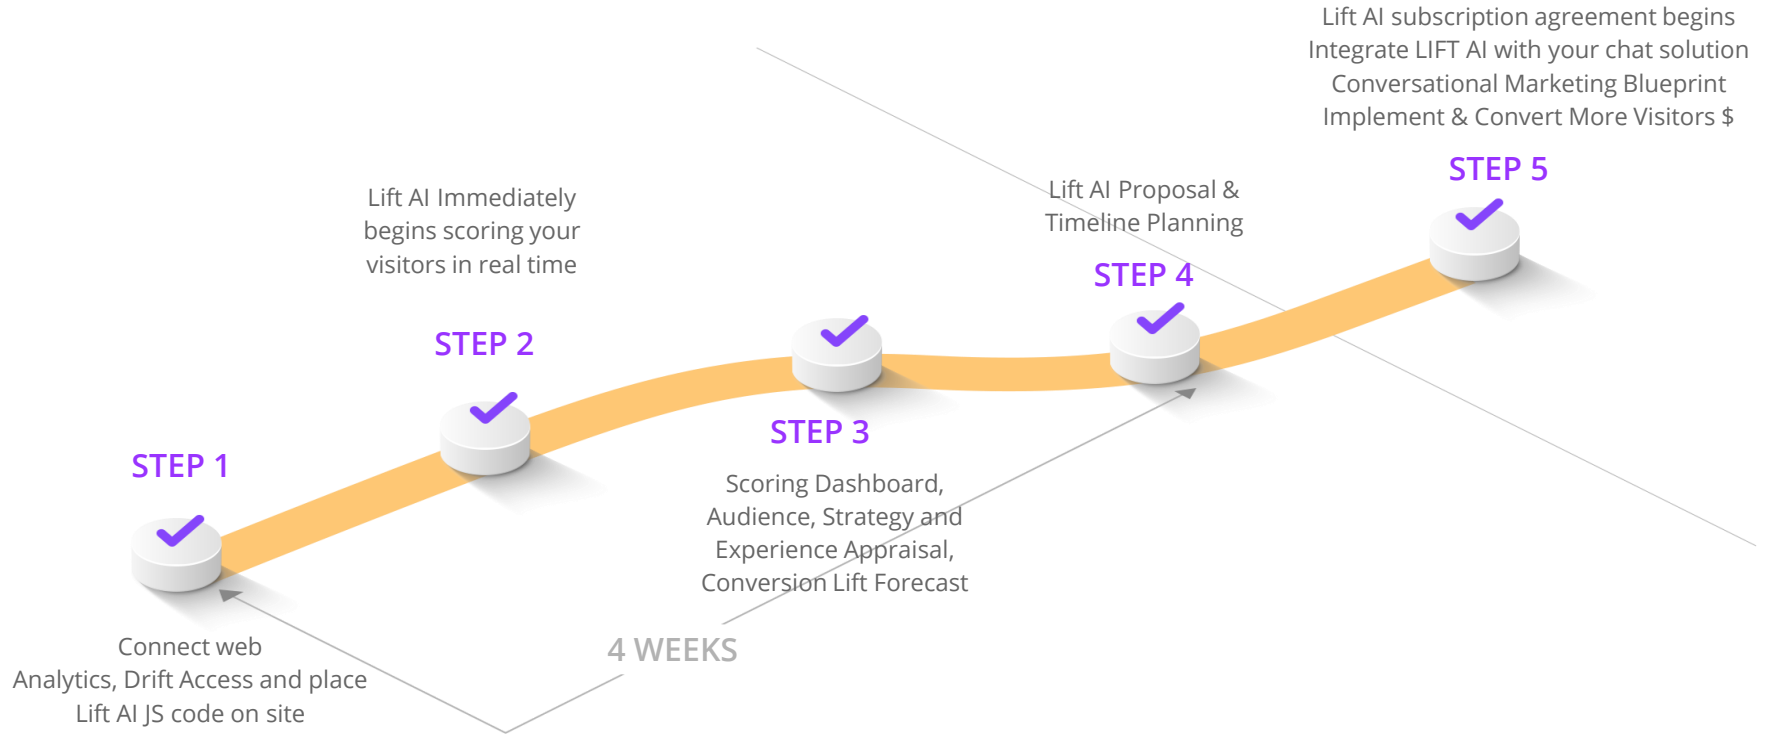 STEP 1
Connect web
Analytics, Drift Access and place
Lift AI JS code on site
Lift AI Immediately
begins scoring your
visitors in real time
STEP 2
STEP 3
Scoring Dashboard,
Audience, Strategy and
Experience Appraisal,
Conversion Lift Forecast
4 WEEKS
Lift AI Proposal &
Timeline Planning
STEP 4
Lift AI subscription agreement begins
Integrate LIFT AI with your chat solution
Conversational Marketing Blueprint
Implement & Convert More Visitors $
STEP 5